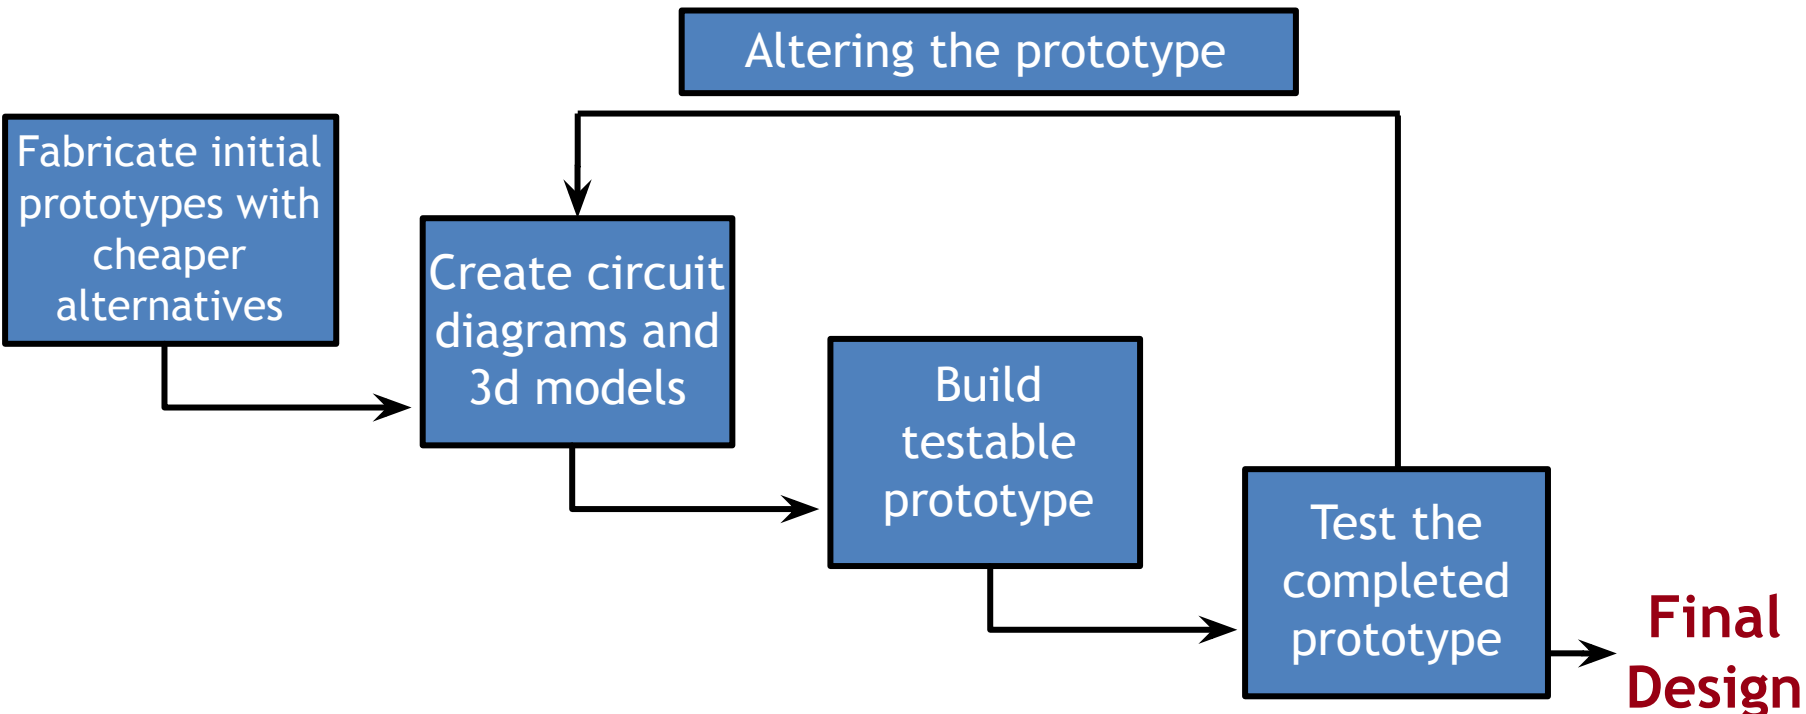 Altering the prototype
Fabricate initial
prototypes with
cheaper
alternatives
Create circuit
diagrams and
3d models
Build
testable
prototype
Test the
completed
prototype
Final
Design